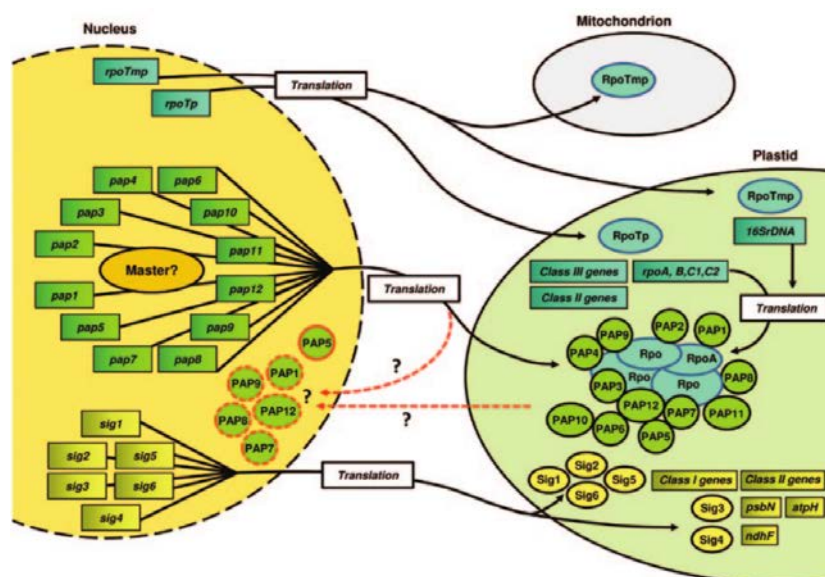 Nucleus
Mitochondrion
rpoTmp
rpoTp
Translation
RpoTmp
Plastid
RpoTmp
16SrDNA
RpoTp
Class III genes
rpoA, B,C1,C2
Class II genes
Translation
pap4
pap6
pap3
pap10
pap2
pap11
Master?
pap1
pap12
pap5
pap9
pap7
pap8
Translation
PAP5
PAP9
PAP1
?
PAP8
PAP12
PAP7
?
?
PAP4
PAP9
PAP2
PAP1
Rpo
RpoA
Rpo
Rpo
PAP8
PAP3
PAP12
PAP7
PAP11
PAP10
PAP6
PAP5
sig1
sig2
sig5
sig3
sig6
sig4
Translation
Sig1
Sig2
Sig5
Sig6
Class I genes
Class II genes
Sig3
psbN
atpH
Sig4
ndhF